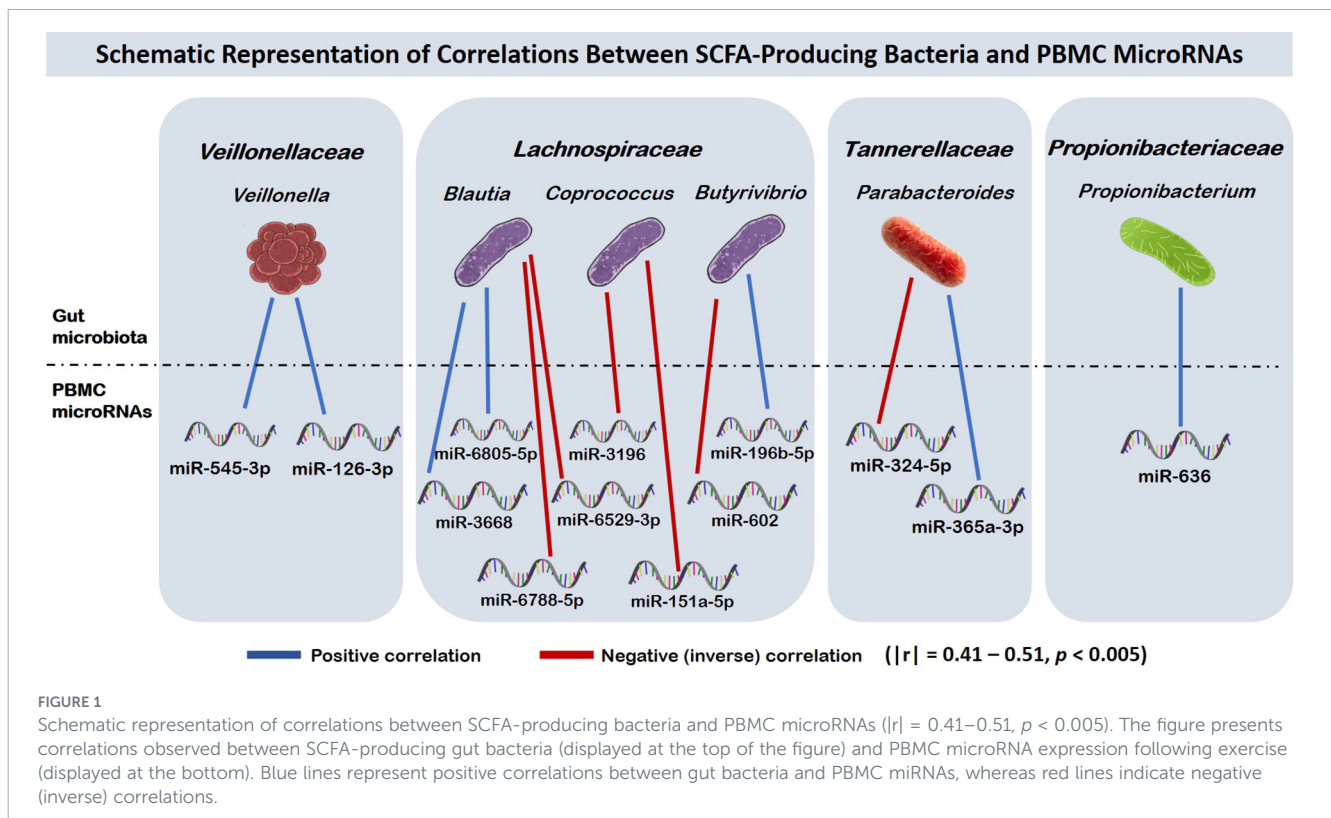 Schematic Representation of Correlations Between SCFA-Producing Bacteria and PBMC MicroRNAs
Veillonellaceae
Lachnospiraceae
Tannerellaceae
Propionibacteriaceae
Veillonella
Blautia
Coprococcus
Butyrivibrio
Parabacteroides
Propionibacterium
Gut
microbiota
PBMC
microRNAs
miR-545-3p
miR-126-3p
miR-6805-5p
miR-3196
miR-196b-5p
miR-324-5p
miR-636
miR-3668
miR-6529-3p
miR-602
miR-365a-3p
miR-6788-5p
miR-151a-5p
Positive correlation
Negative (inverse) correlation
(|r| = 0.41 – 0.51, p < 0.005)
FIGURE 1
Schematic representation of correlations between SCFA-producing bacteria and PBMC microRNAs (|r| = 0.41–0.51, p < 0.005). The figure presents
correlations observed between SCFA-producing gut bacteria (displayed at the top of the figure) and PBMC microRNA expression following exercise
(displayed at the bottom). Blue lines represent positive correlations between gut bacteria and PBMC miRNAs, whereas red lines indicate negative
(inverse) correlations.